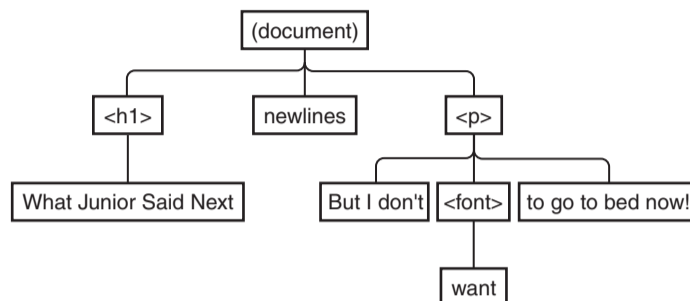 (document)
<h1>
newlines
<p>
What Junior Said Next
But I don't
<font>
to go to bed now!
want